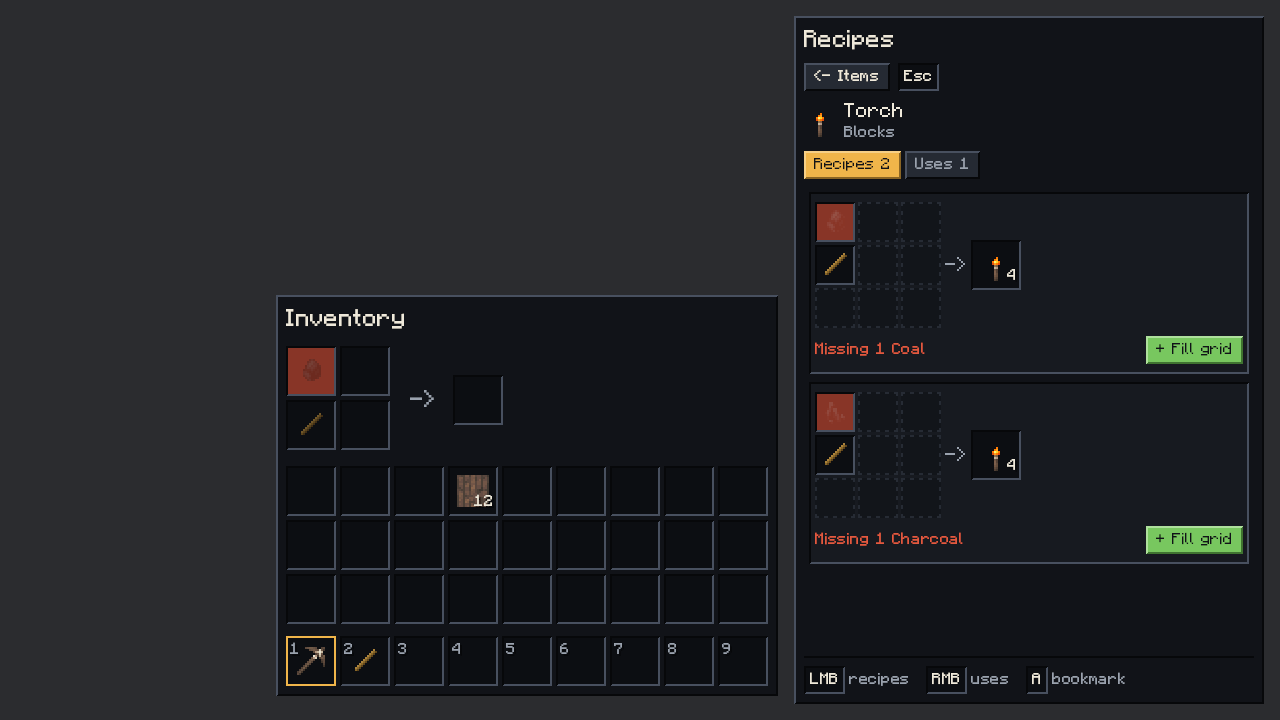 Recipes
<- Items Esc
Torch
Blocks
Recipes 2 Uses 1
-> 4
Missing 1 Coal + Fill grid
-> 4
Missing 1 Charcoal + Fill grid
LMB recipes RMB uses A bookmark
Inventory
->
12
1 2 3 4 5 6 7 8 9